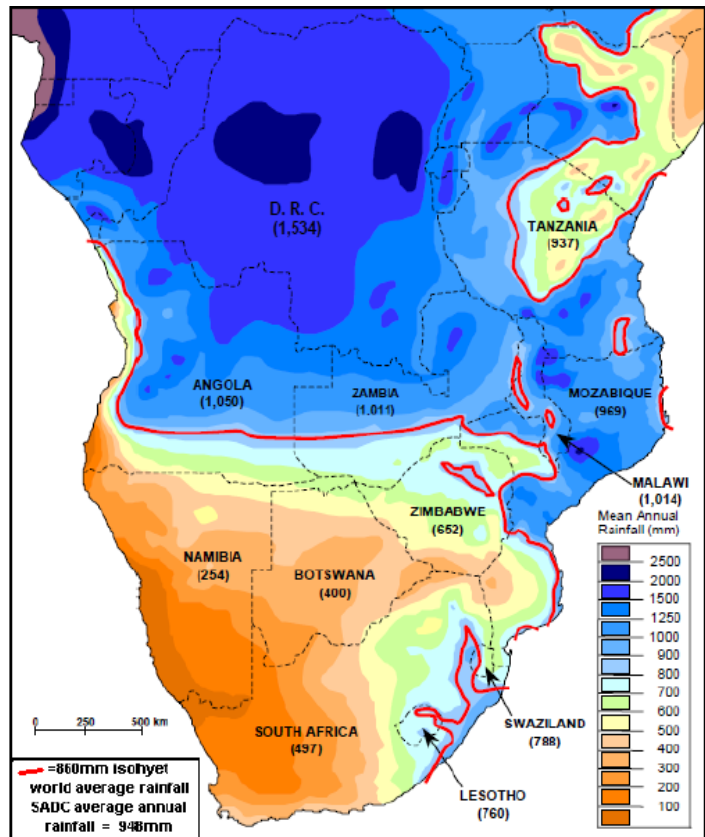 D. R. C.
(1,534)
TANZANIA
(937)
ANGOLA
(1,050)
ZAMBIA
(1,011)
MOZABIQUE
(969)
MALAWI
(1,014)
ZIMBABWE
(652)
NAMIBIA
(254)
BOTSWANA
(400)
SOUTH AFRICA
(497)
SWAZILAND
(788)
LESOTHO
(760)
Mean Annual
Rainfall (mm)
2500
2000
1500
1250
1000
900
800
700
600
500
400
300
200
100
0 250 500 km
=860mm Isohyet
world average rainfall
SADC average annual
rainfall = 948mm